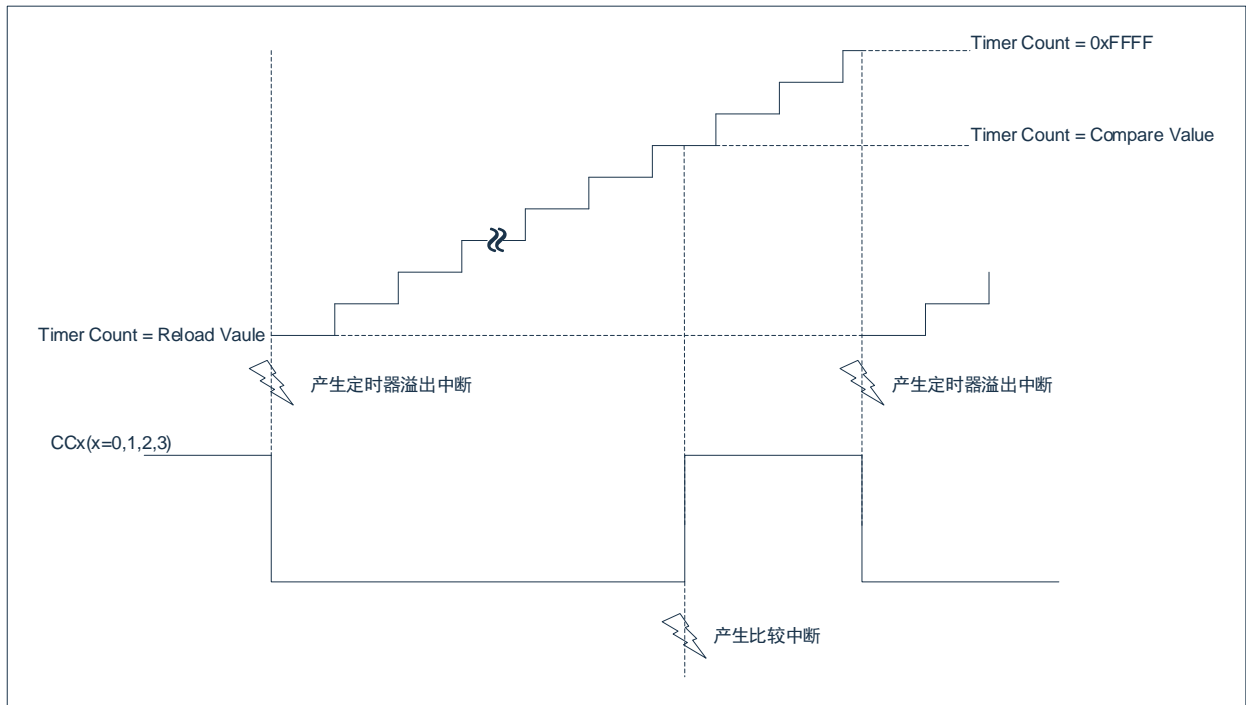 Timer Count = 0xFFFF
Timer Count = Compare Value
Timer Count = Reload Vaule
产生定时器溢出中断
产生定时器溢出中断
CCx(x=0,1,2,3)
产生比较中断